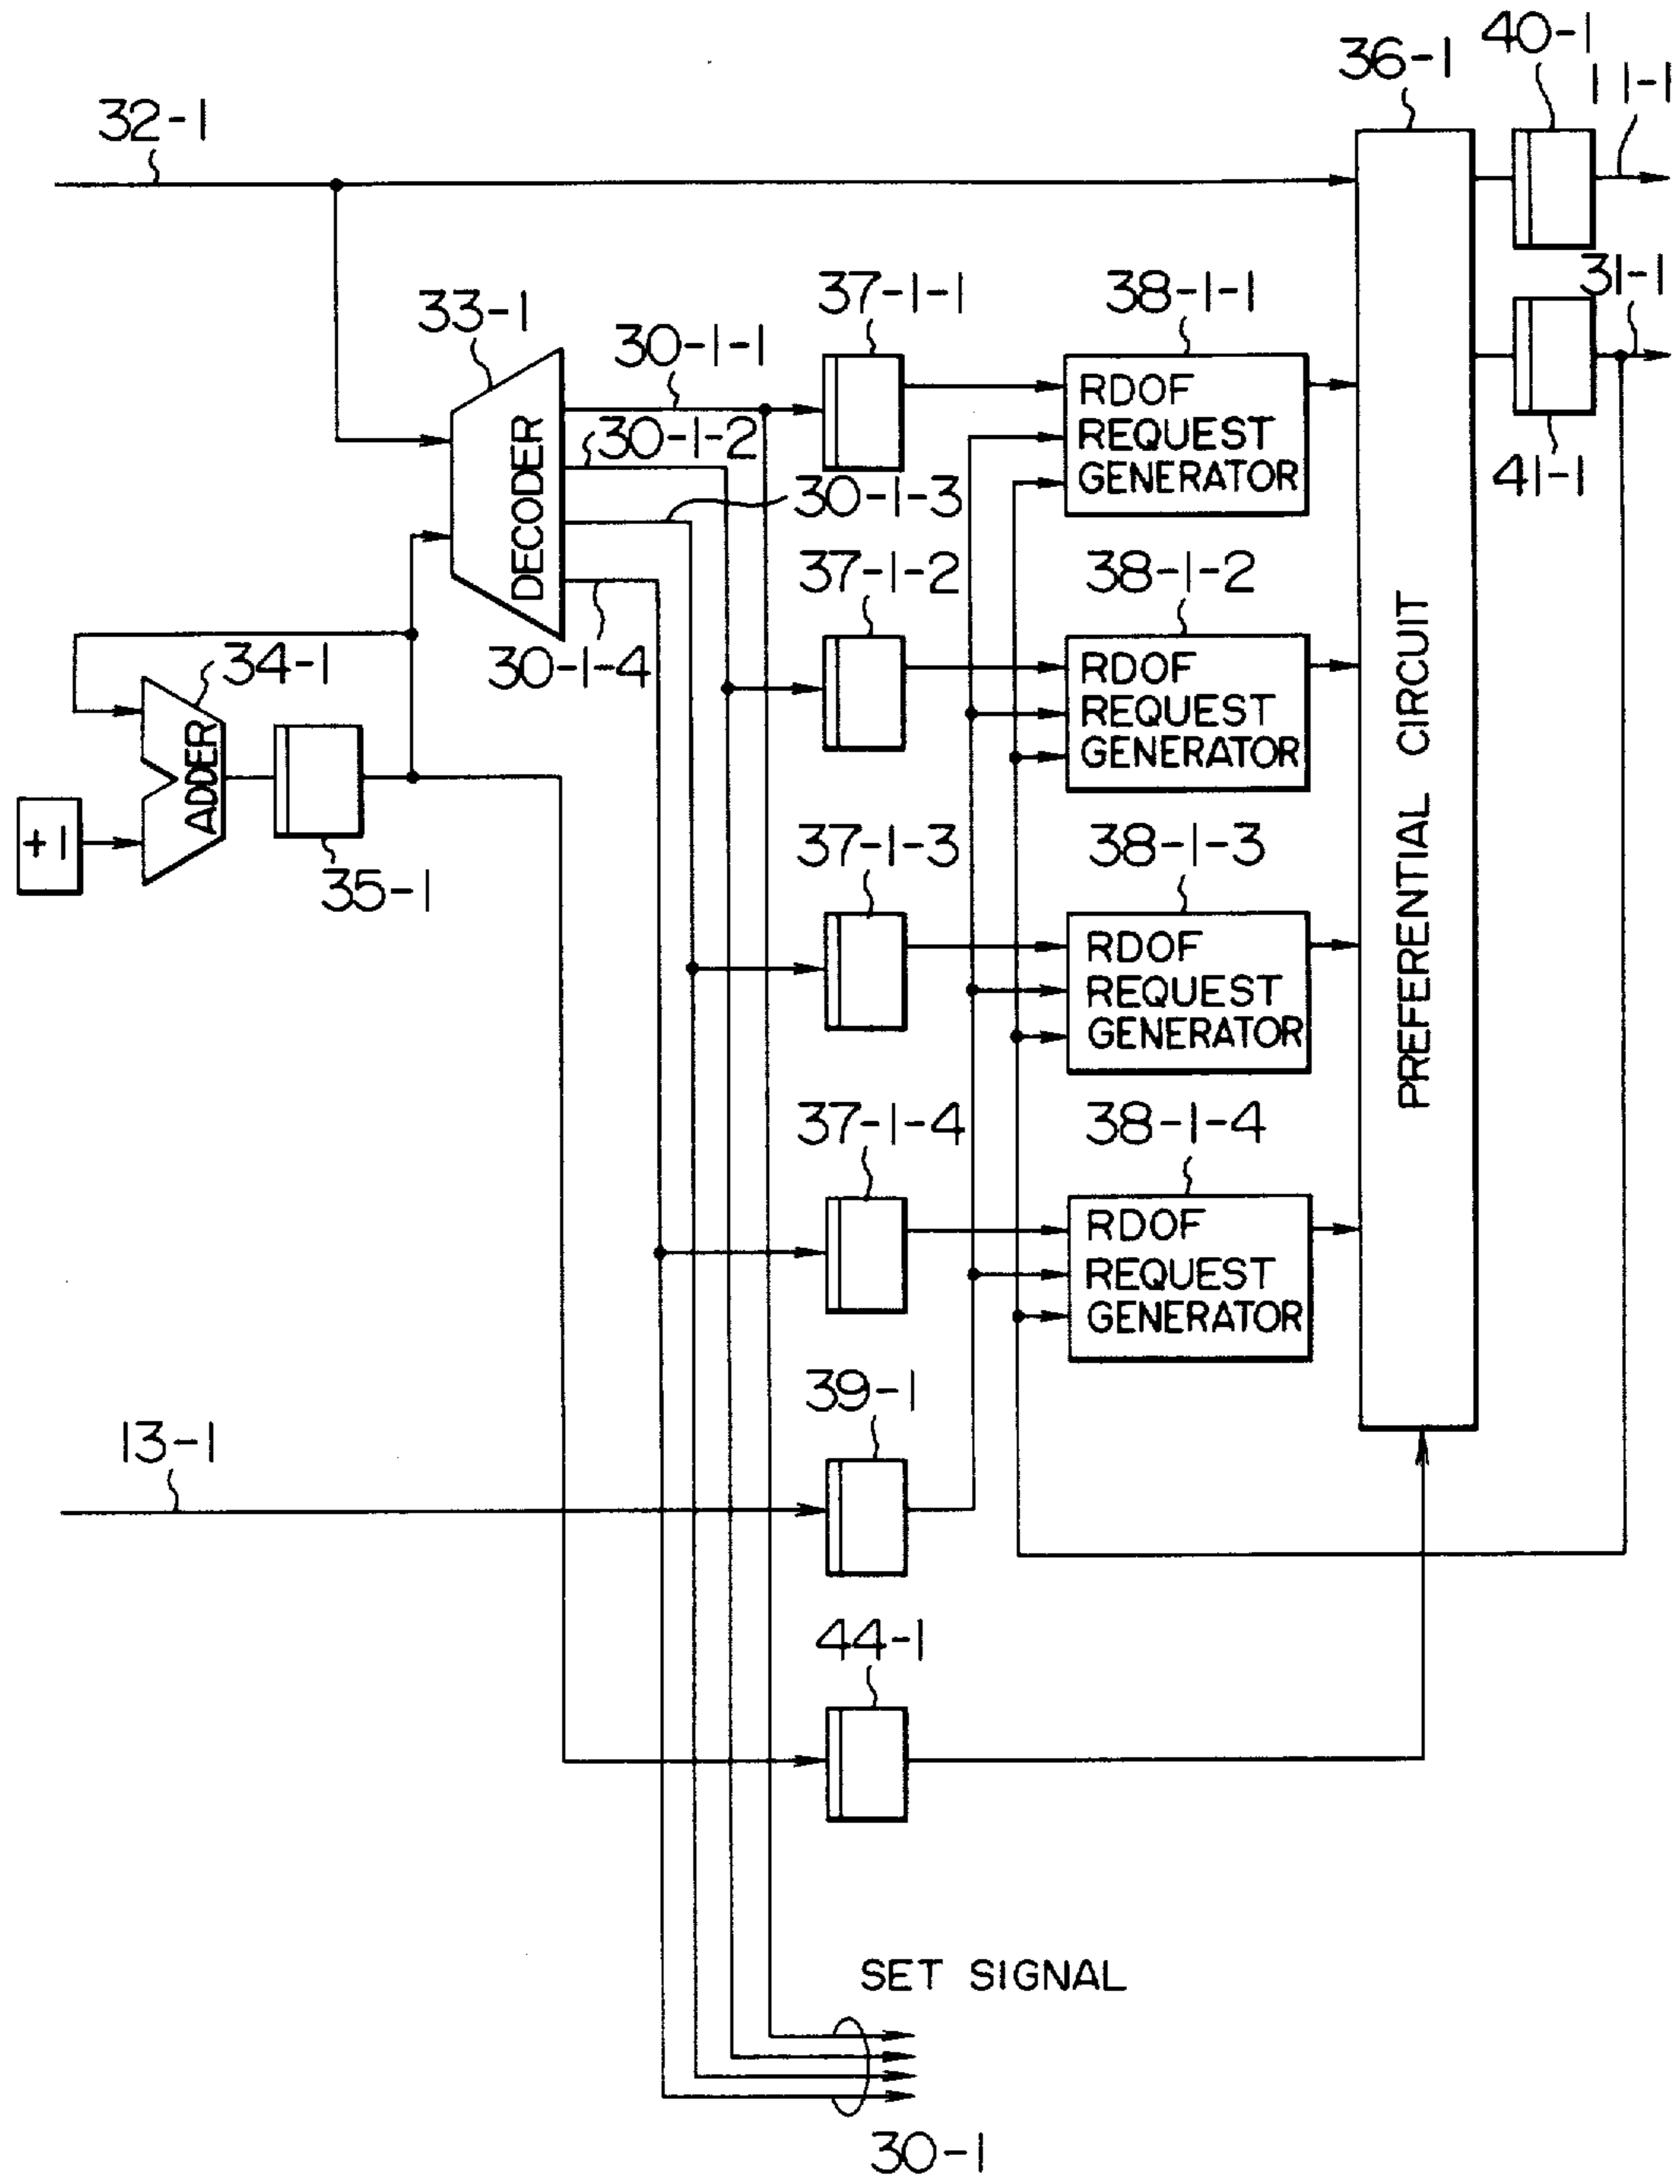 40-1
36-1
11-1
32-1
31-1
37-1-1
38-1-1
33-1
30-1-1
RDOF
REQUEST
GENERATOR
30-1-2
DECODER
30-1-3
41-1
37-1-2
38-1-2
34-1
30-1-4
RDOF
REQUEST
GENERATOR
PREFERENTIAL CIRCUIT
ADDER
+1
35-1
37-1-3
38-1-3
RDOF
REQUEST
GENERATOR
37-1-4
38-1-4
RDOF
REQUEST
GENERATOR
39-1
13-1
44-1
SET SIGNAL
30-1